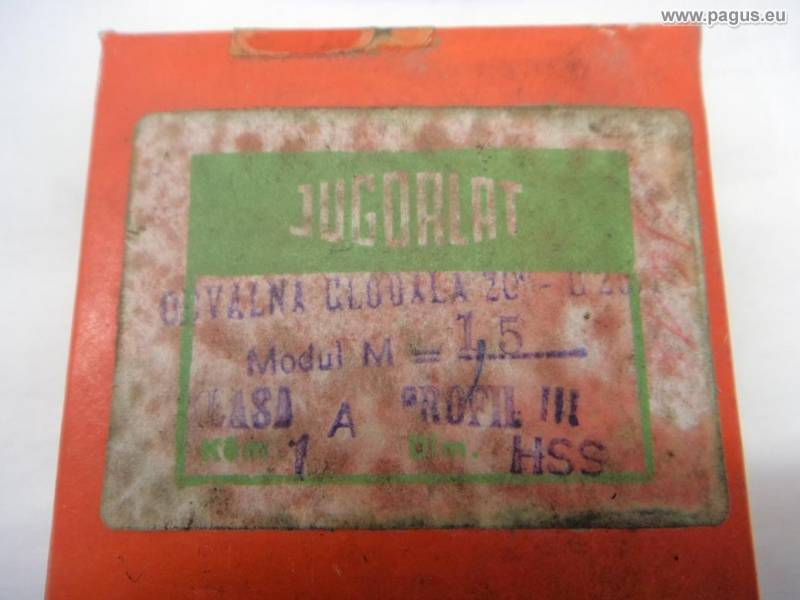 www.pagus.eu
JUGOALAT
ODVALNA GLODALA 20°
Modul M = 1,5
KLASA A PROFIL III
Kom. 1 Dim. HSS